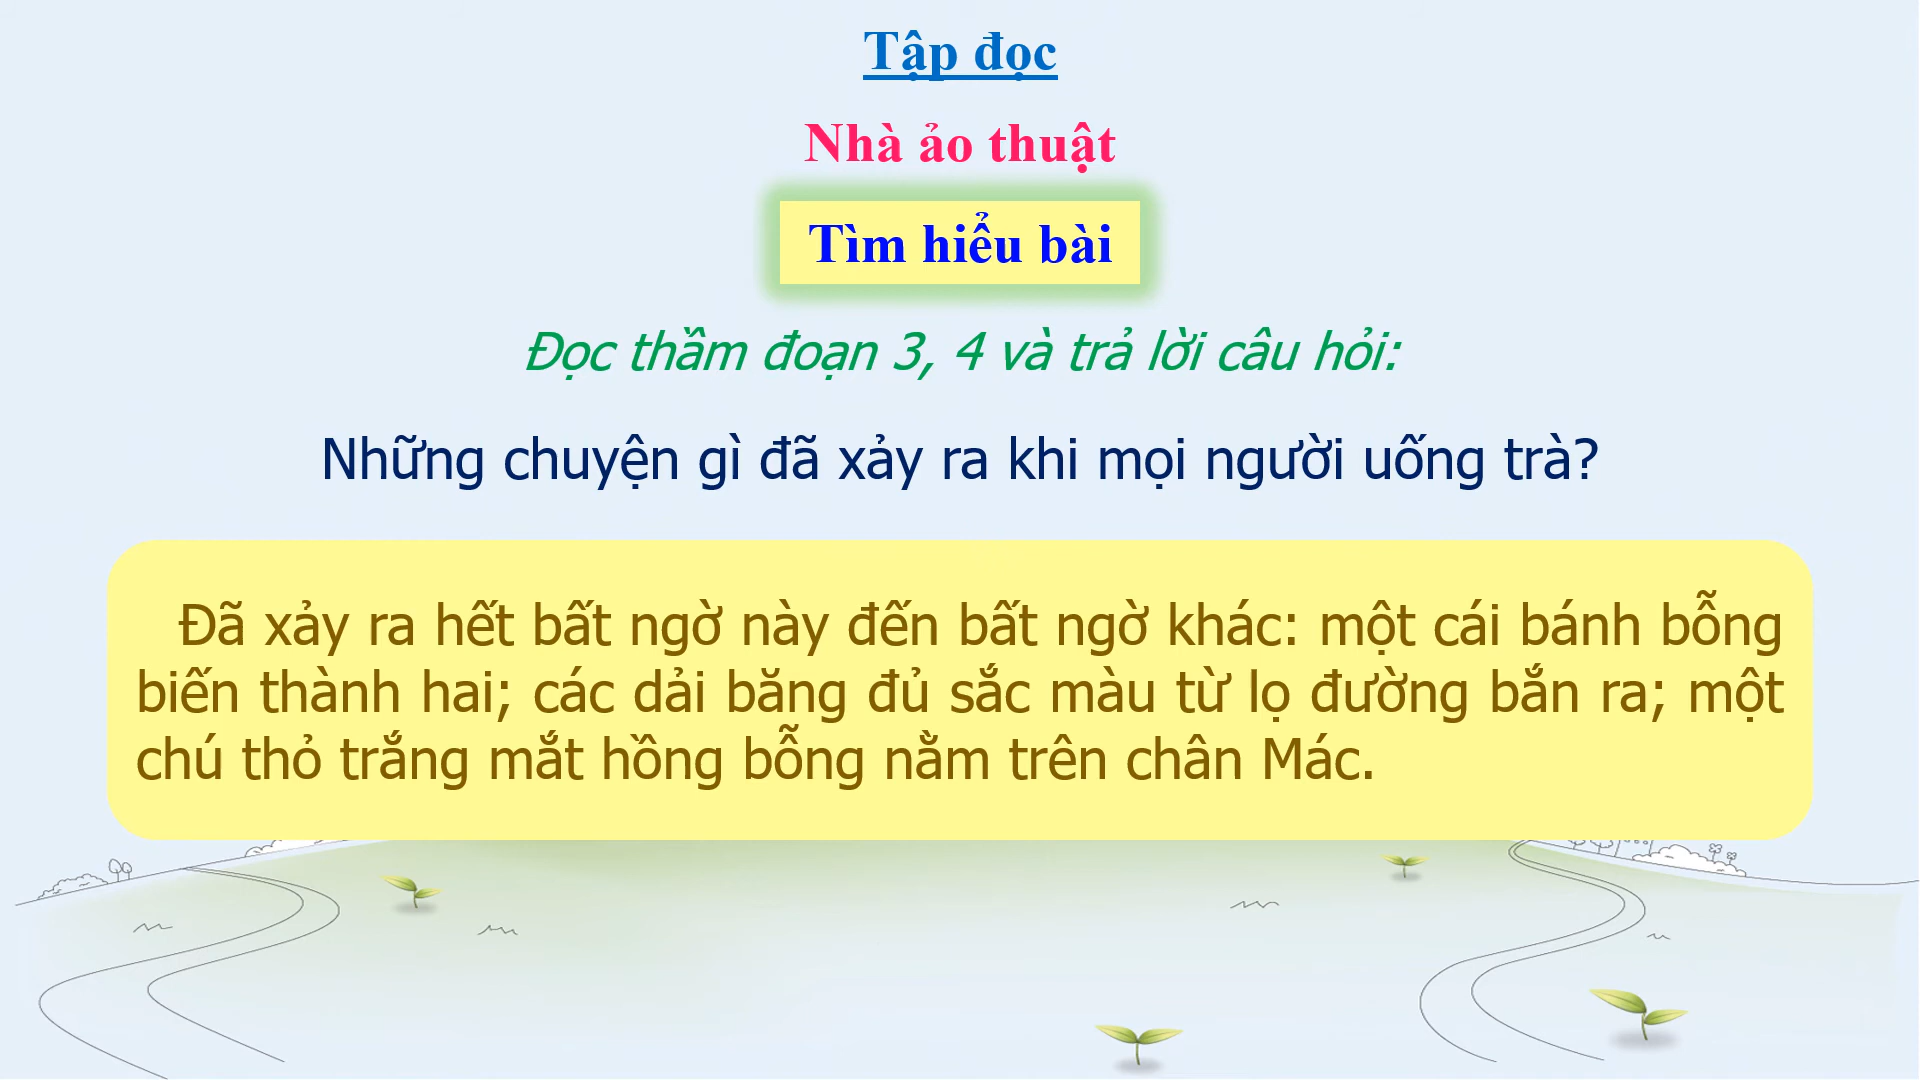 Tập đọc
Nhà ảo thuật
Tìm hiểu bài
Đọc thầm đoạn 3, 4 và trả lời câu hỏi:
Những chuyện gì đã xảy ra khi mọi người uống trà?
Đã xảy ra hết bất ngờ này đến bất ngờ khác: một cái bánh bỗng
biến thành hai; các dải băng đủ sắc màu từ lọ đường bắn ra; một
chú thỏ trắng mắt hồng bỗng nằm trên chân Mác.